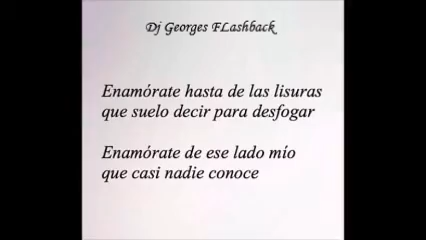 Dj Georges FLashback
Enamórate hasta de las lisuras
que suelo decir para desfogar
Enamórate de ese lado mío
que casi nadie conoce